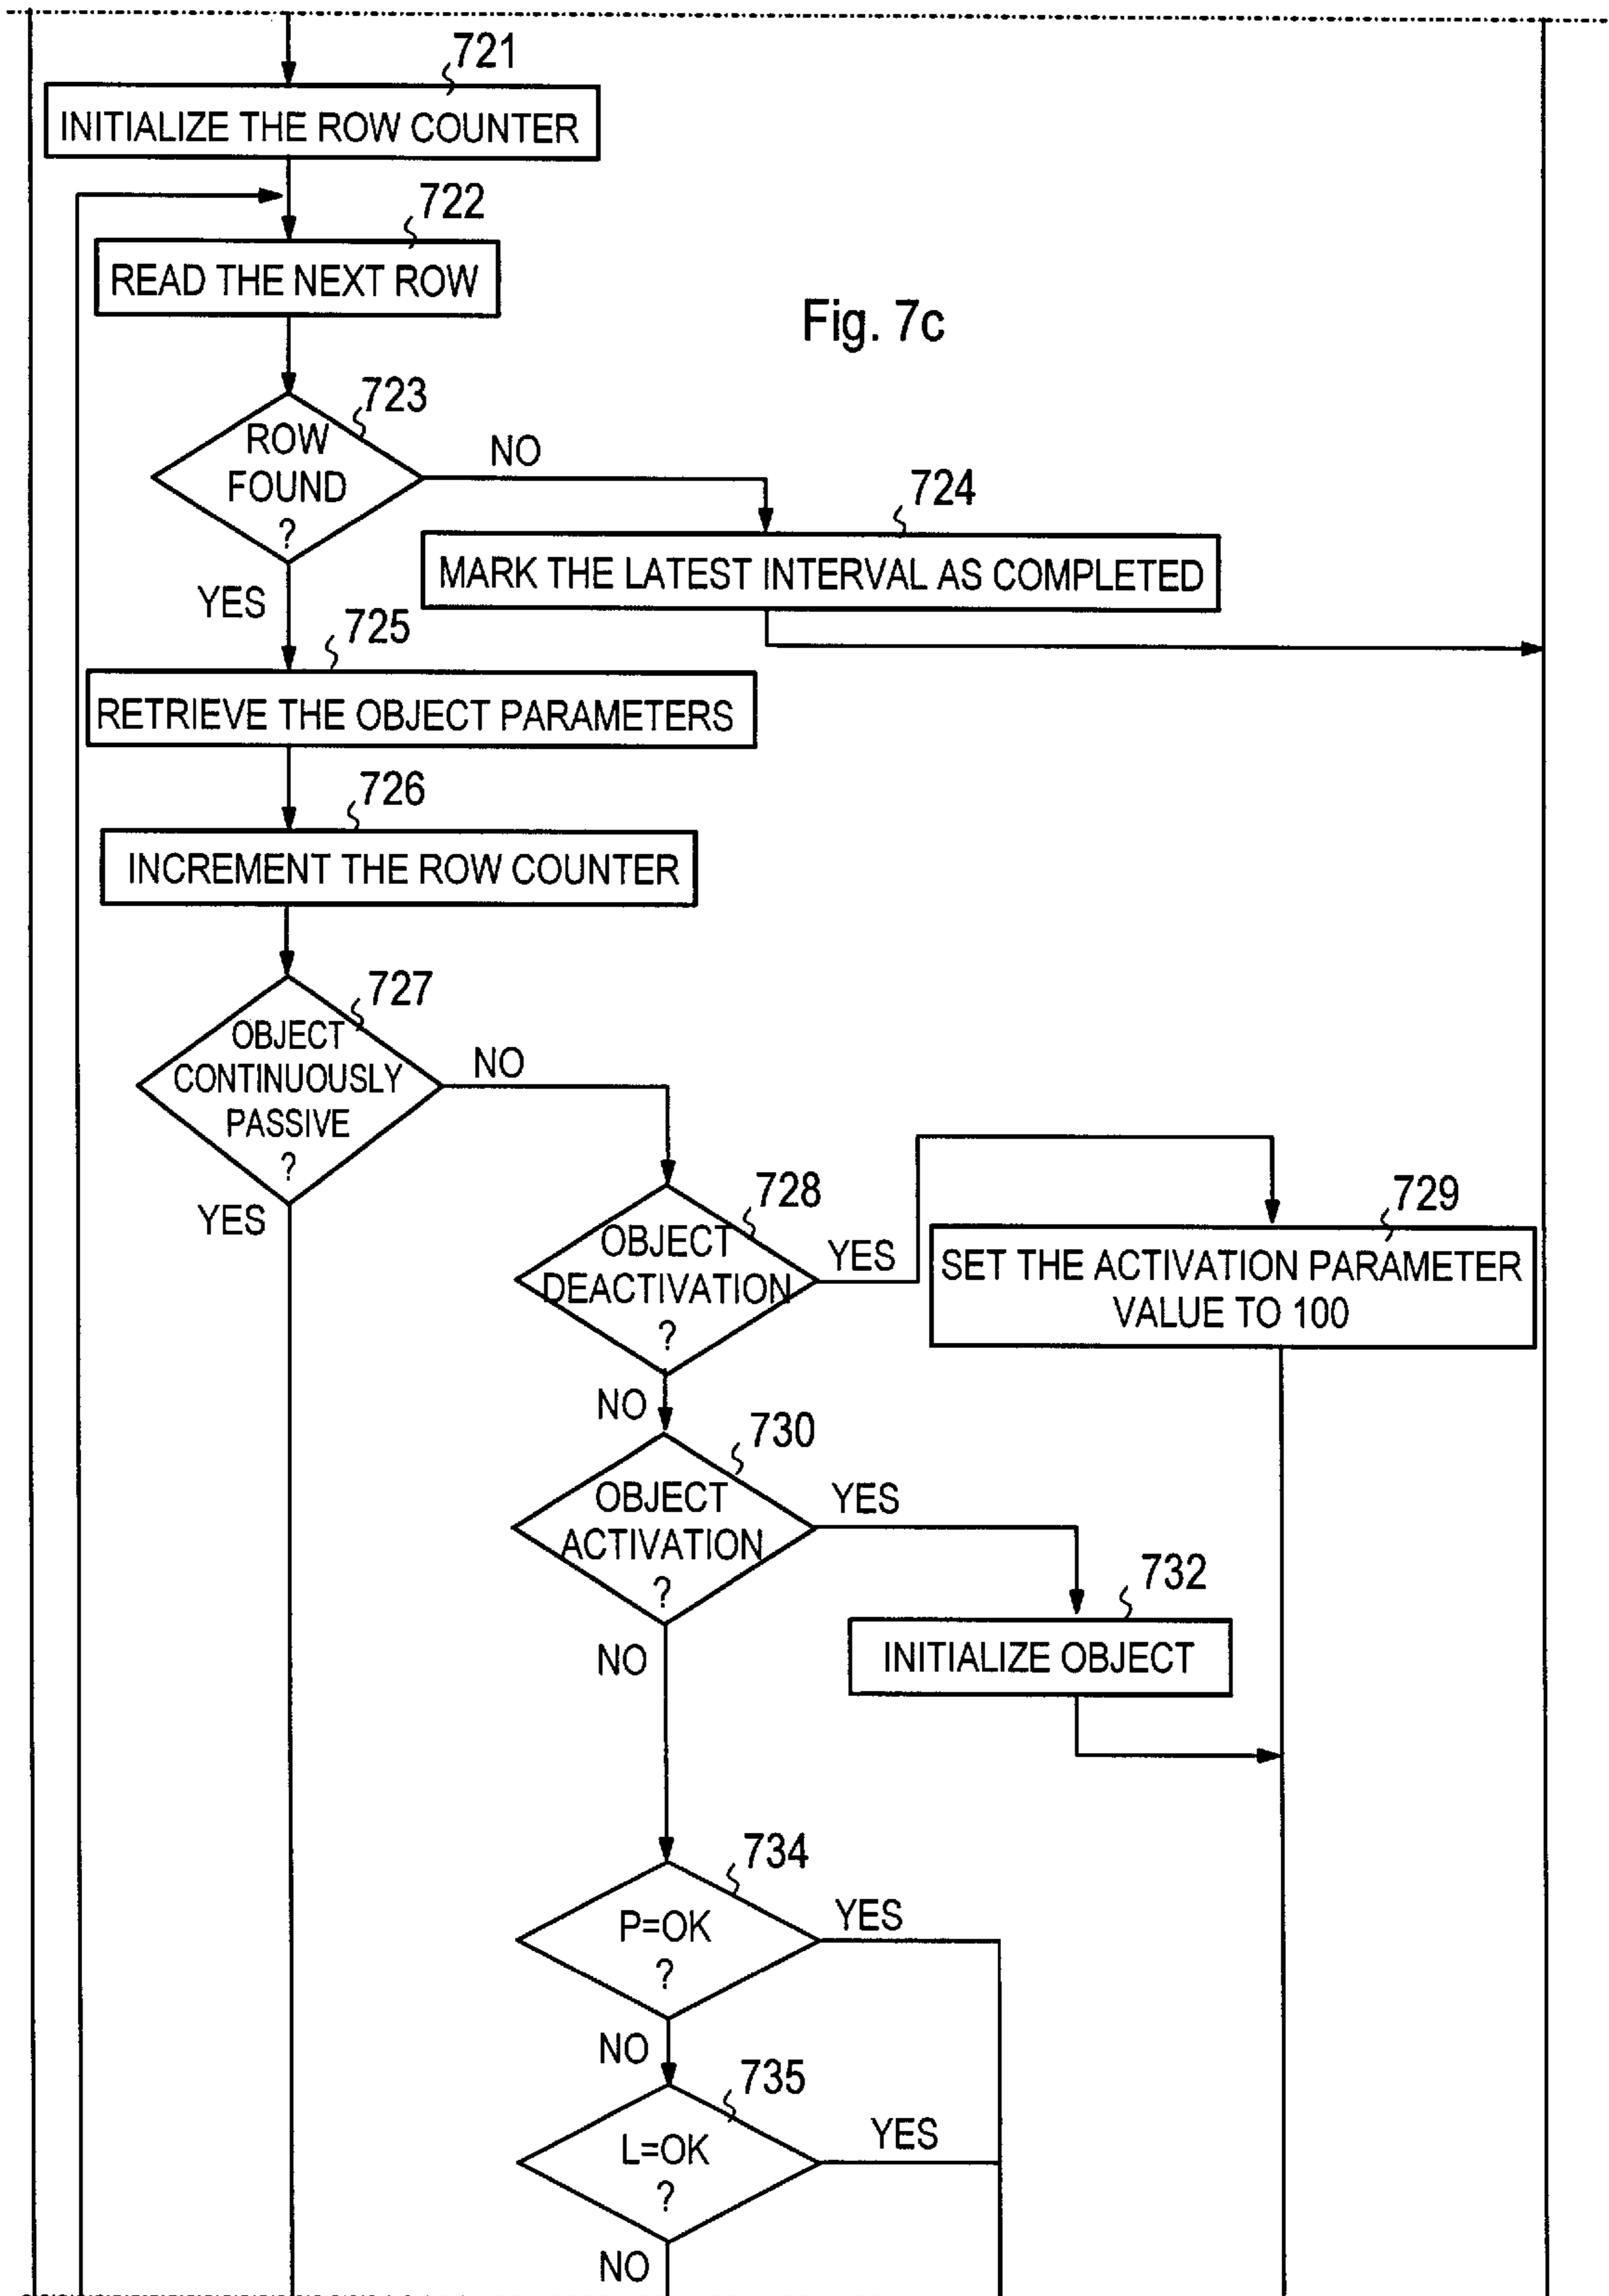 721
INITIALIZE THE ROW COUNTER
722
READ THE NEXT ROW
Fig. 7c
723
ROW
FOUND
?
NO
YES
724
MARK THE LATEST INTERVAL AS COMPLETED
725
RETRIEVE THE OBJECT PARAMETERS
726
INCREMENT THE ROW COUNTER
727
OBJECT
CONTINUOUSLY
PASSIVE
?
NO
YES
728
OBJECT
DEACTIVATION
?
YES
NO
729
SET THE ACTIVATION PARAMETER
VALUE TO 100
730
OBJECT
ACTIVATION
?
YES
NO
732
INITIALIZE OBJECT
734
P=OK
?
YES
NO
735
L=OK
?
YES
NO